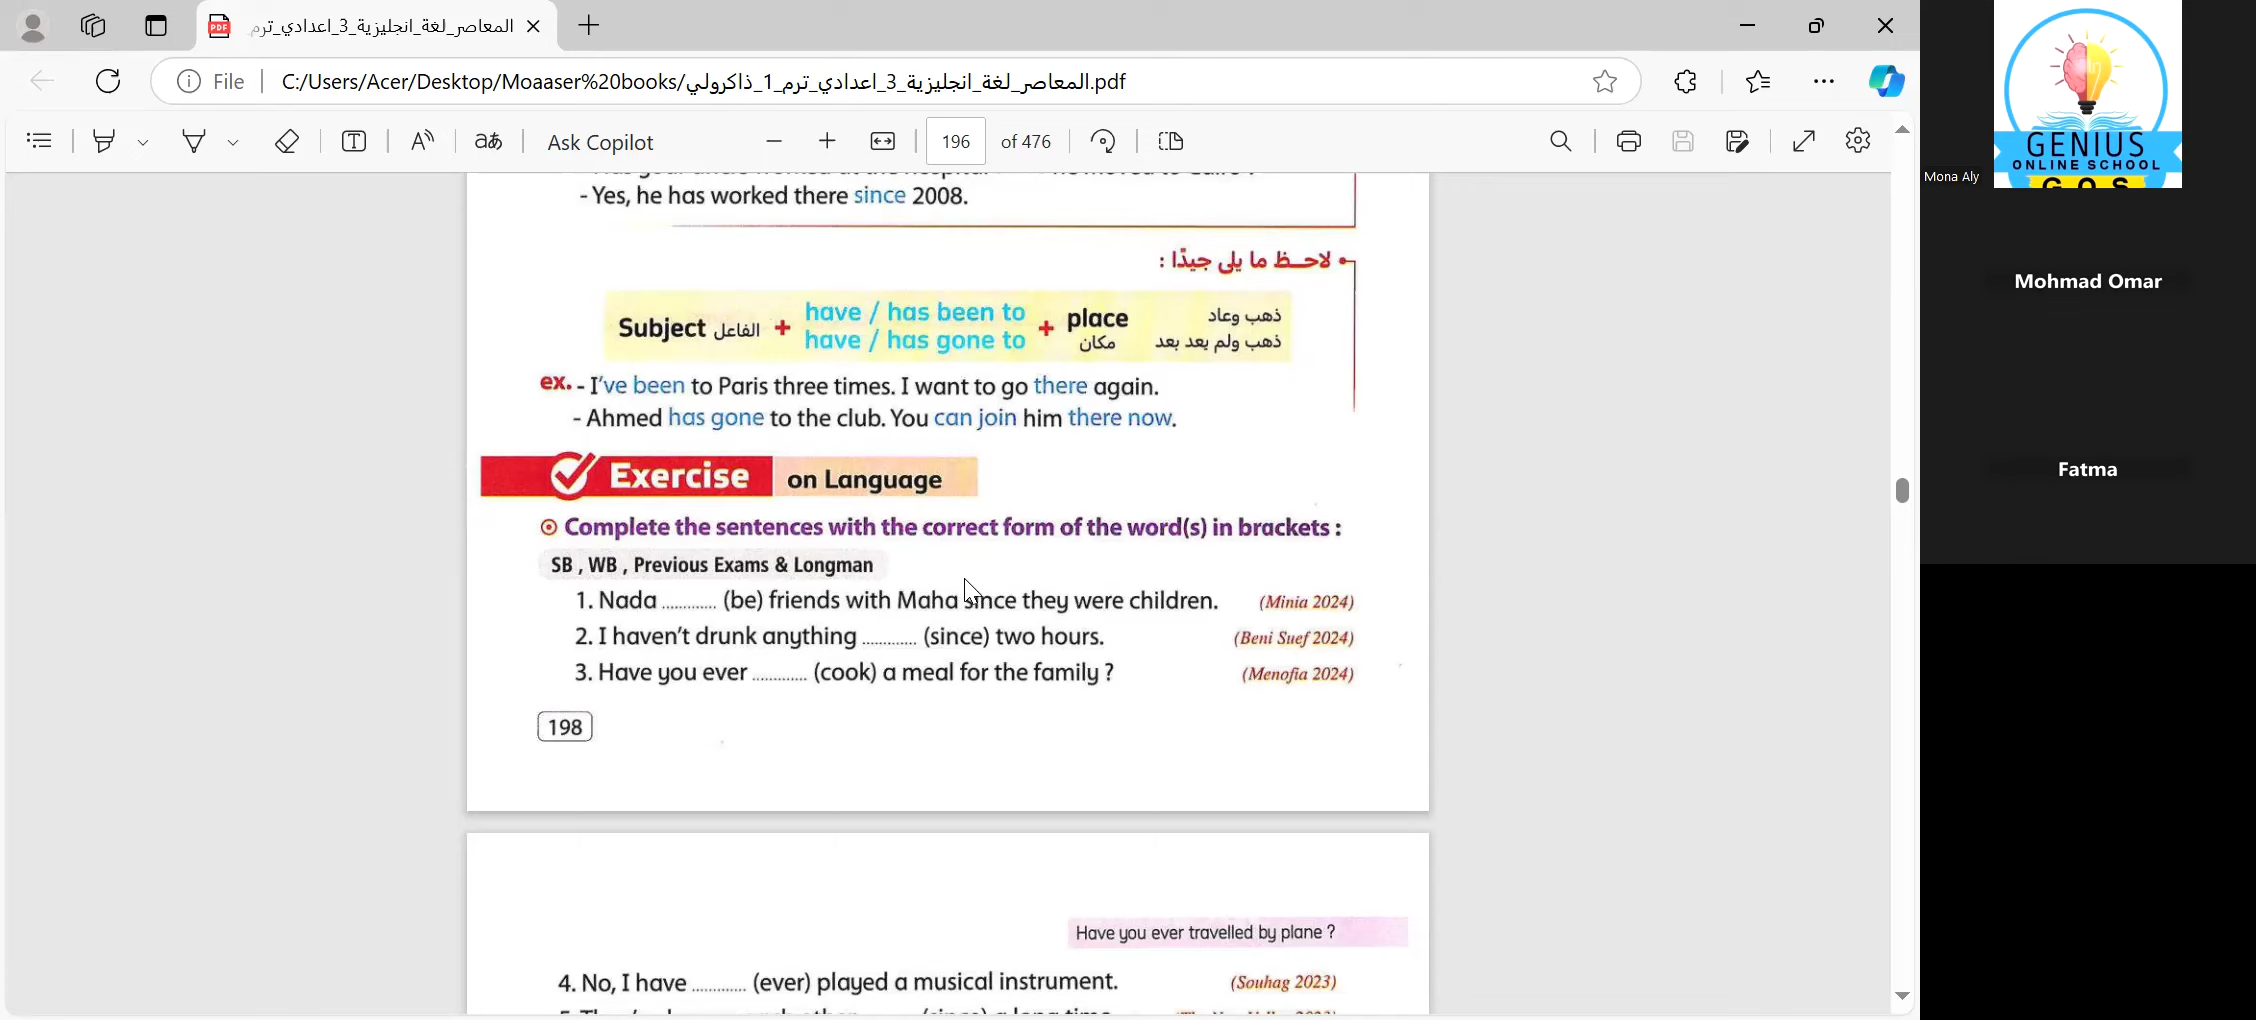 المعاصر_لغة_انجليزية_3_اعدادي_ترم
File
C:/Users/Acer/Desktop/Moaaser%20books/المعاصر_لغة_انجليزية_3_اعدادي_ترم_1_ذاكرولي.pdf
Ask Copilot
196 of 476
- Yes, he has worked there since 2008.
لاحـظ ما يلى جيدًا :
Subject الفاعل + have / has been to + place ذهب وعاد
have / has gone to مكان ذهب ولم يعد بعد
ex. - I've been to Paris three times. I want to go there again.
- Ahmed has gone to the club. You can join him there now.
Exercise on Language
Complete the sentences with the correct form of the word(s) in brackets :
SB , WB , Previous Exams & Longman
1. Nada ............. (be) friends with Maha since they were children. (Minia 2024)
2. I haven't drunk anything ............. (since) two hours. (Beni Suef 2024)
3. Have you ever ............. (cook) a meal for the family ? (Menofia 2024)
198
Have you ever travelled by plane ?
4. No, I have ............. (ever) played a musical instrument. (Souhag 2023)
GENIUS
ONLINE SCHOOL
GOS
Mona Aly
Mohmad Omar
Fatma